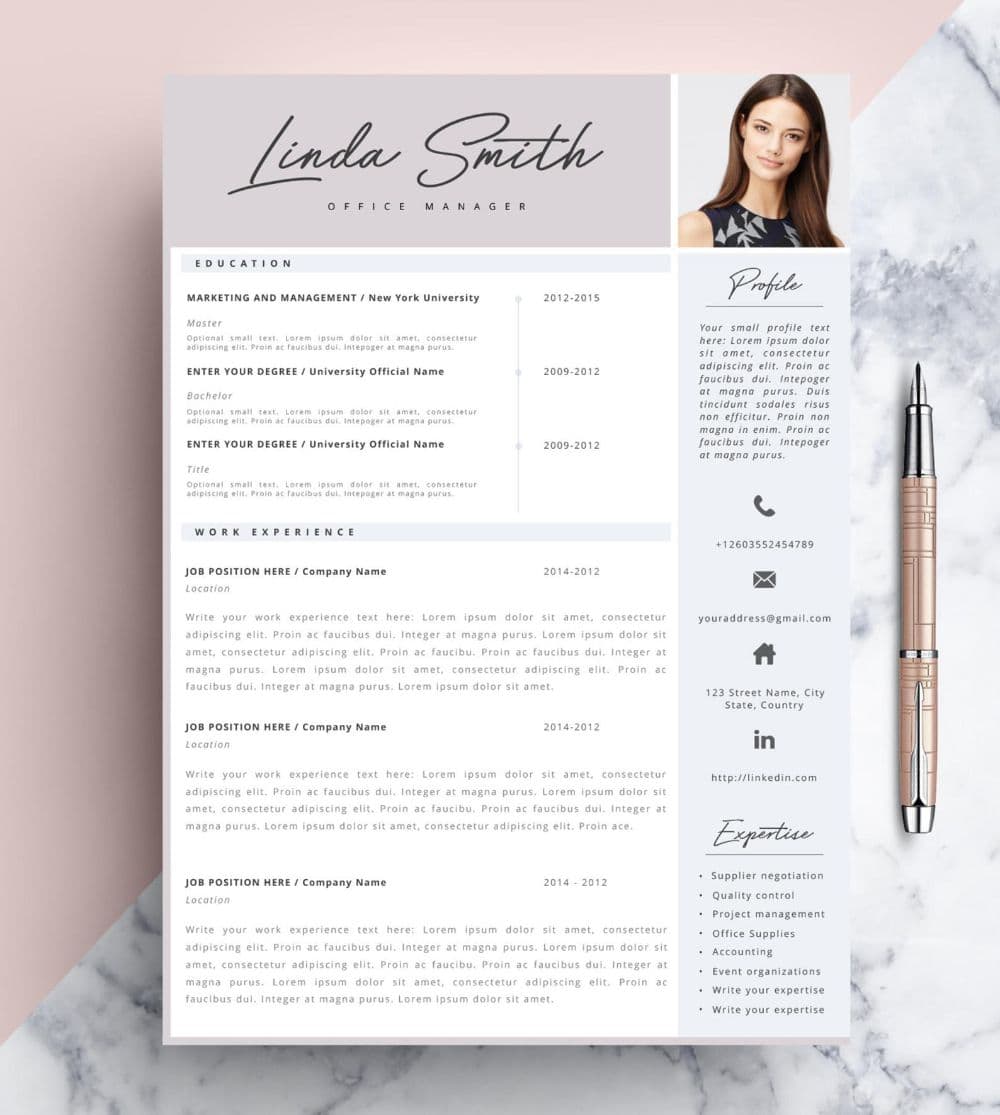 Linda Smith
OFFICE MANAGER
EDUCATION
MARKETING AND MANAGEMENT / New York University
2012-2015
Master
Optional small text. Lorem ipsum dolor sit amet, consectetur
adipiscing elit. Proin ac faucibus dui. Intepoger at magna purus.
ENTER YOUR DEGREE / University Official Name
2009-2012
Bachelor
Optional small text. Lorem ipsum dolor sit amet, consectetur
adipiscing elit. Proin ac faucibus dui. Intepoger at magna purus.
ENTER YOUR DEGREE / University Official Name
2009-2012
Title
Optional small text. Lorem ipsum dolor sit amet, consectetur
adipiscing elit. Proin ac faucibus dui. Intepoger at magna purus.
WORK EXPERIENCE
JOB POSITION HERE / Company Name
2014-2012
Location
Write your work experience text here: Lorem ipsum dolor sit amet, consectetur
adipiscing elit. Proin ac faucibus dui. Integer at magna purus. Lorem ipsum dolor sit
amet, consectetur adipiscing elit. Proin ac faucibus dui. Proin ac faucibus dui. Integer at
magna purus. Lorem ipsum dolor sit amet, consectetur adipiscing elit. Proin ac
faucibus dui. Integer at magna purus. Lorem ipsum dolor sit amet.
JOB POSITION HERE / Company Name
2014-2012
Location
Write your work experience text here: Lorem ipsum dolor sit amet, consectetur
adipiscing elit. Proin ac faucibus dui. Integer at magna purus. Lorem ipsum dolor sit
amet, consectetur adipiscing elit. Proin ac faucibu. Proin ac faucibus dui. Integer at
magna purus. Lorem ipsum dolor sit amet, consectetur adipiscing elit. Proin ace.
JOB POSITION HERE / Company Name
2014 - 2012
Location
Write your work experience text here: Lorem ipsum dolor sit amet, consectetur
adipiscing elit. Proin ac faucibus dui. Integer at magna purus. Lorem ipsum dolor sit
amet, consectetur adipiscing elit. Proin ac faucibu. Proin ac faucibus dui. Integer at
magna purus. Lorem ipsum dolor sit amet, consectetur adipiscing elit. Proin ac
faucibus dui. Integer at magna purus. Lorem ipsum dolor sit amet.
Profile
Your small profile text
here: Lorem ipsum dolor
sit amet, consectetur
adipiscing elit. Proin ac
faucibus dui. Intepoger
at magna purus. Duis
tincidunt sodales risus
non efficitur. Proin non
magna in enim. Proin ac
faucibus dui. Intepoger
at magna purus.
+12603552454789
youraddress@gmail.com
123 Street Name, City
State, Country
in
http://linkedin.com
Expertise
• Supplier negotiation
• Quality control
• Project management
• Office Supplies
• Accounting
• Event organizations
• Write your expertise
• Write your expertise